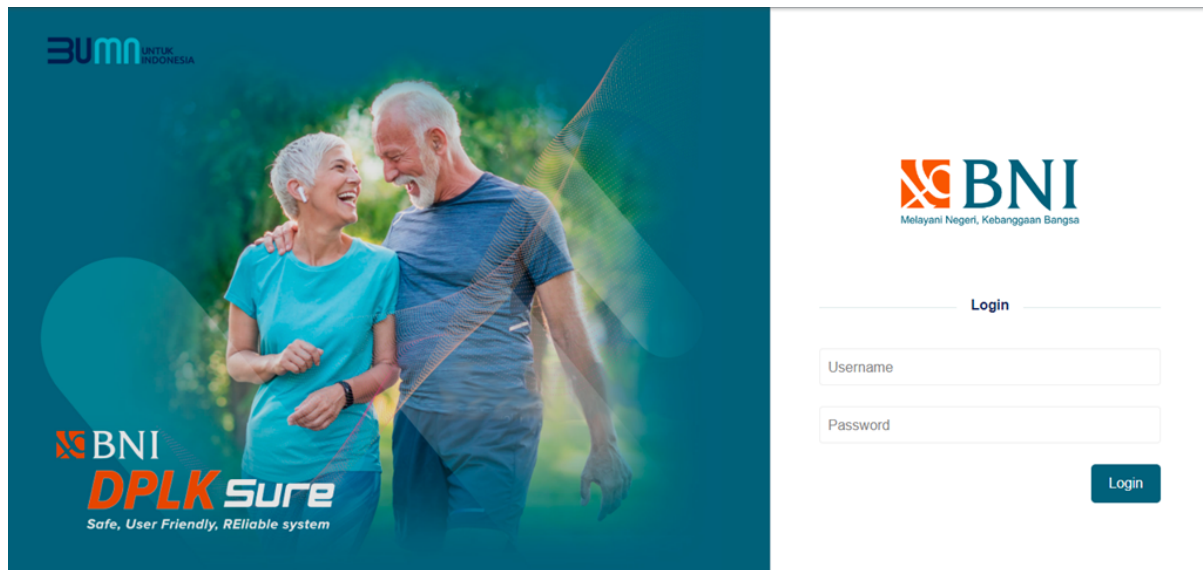 BUMN UNTUK
INDONESIA
BNI
DPLK Sure
Safe, User Friendly, REliable system
BNI
Melayani Negeri, Kebanggaan Bangsa
Login
Username
Password
Login